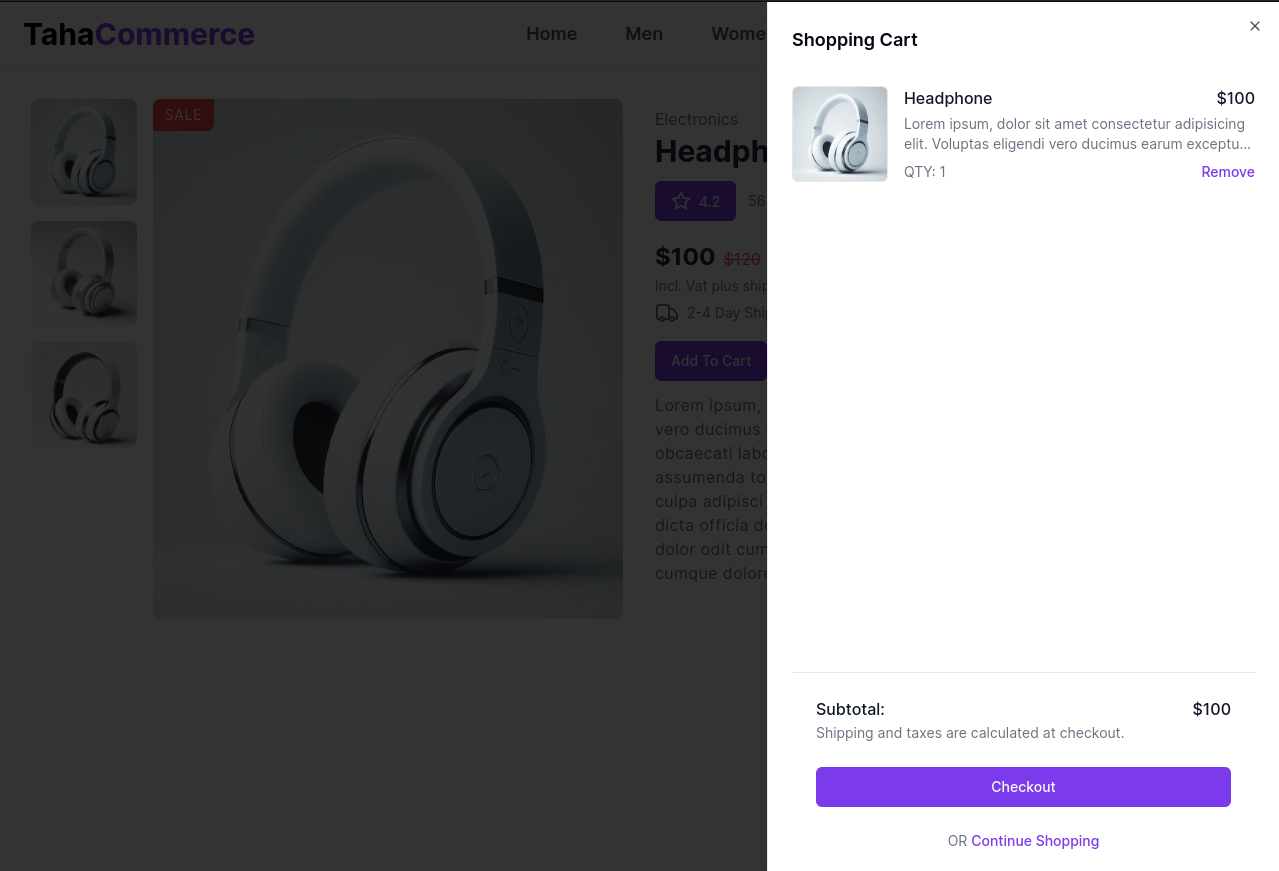 TahaCommerce
Home
Men
Wome
SALE
Electronics
Headph
4.2
56
$100 $120
Incl. Vat plus ship
2-4 Day Ship
Add To Cart
Lorem ipsum,
vero ducimus
obcaecati labo
assumenda to
culpa adipisci
dicta officia de
dolor odit cum
cumque dolore
Shopping Cart
Headphone
$100
Lorem ipsum, dolor sit amet consectetur adipisicing
elit. Voluptas eligendi vero ducimus earum exceptu...
QTY: 1
Remove
Subtotal:
$100
Shipping and taxes are calculated at checkout.
Checkout
OR Continue Shopping